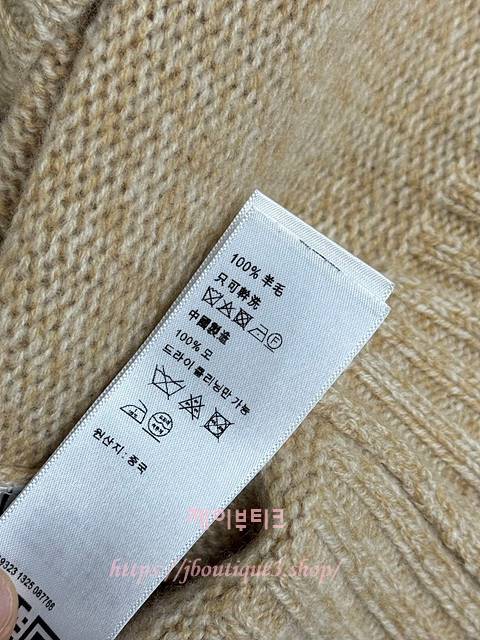 100% 羊毛
只可幹洗
中國製造
100% 모
드라이 클리닝만 가능
원산지 : 중국
제이부티크
https://jboutique3.shop/